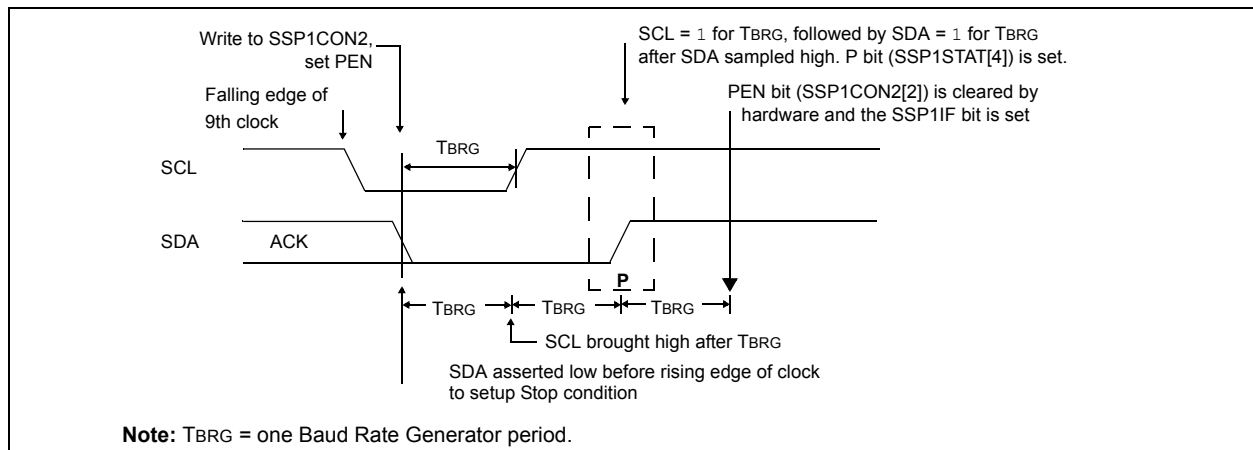 Write to SSP1CON2,
set PEN
SCL = 1 for TBRG, followed by SDA = 1 for TBRG
after SDA sampled high. P bit (SSP1STAT[4]) is set.
Falling edge of
9th clock
PEN bit (SSP1CON2[2]) is cleared by
hardware and the SSP1IF bit is set
TBRG
SCL
SDA
ACK
P
TBRG
TBRG
TBRG
SCL brought high after TBRG
SDA asserted low before rising edge of clock
to setup Stop condition
Note: TBRG = one Baud Rate Generator period.